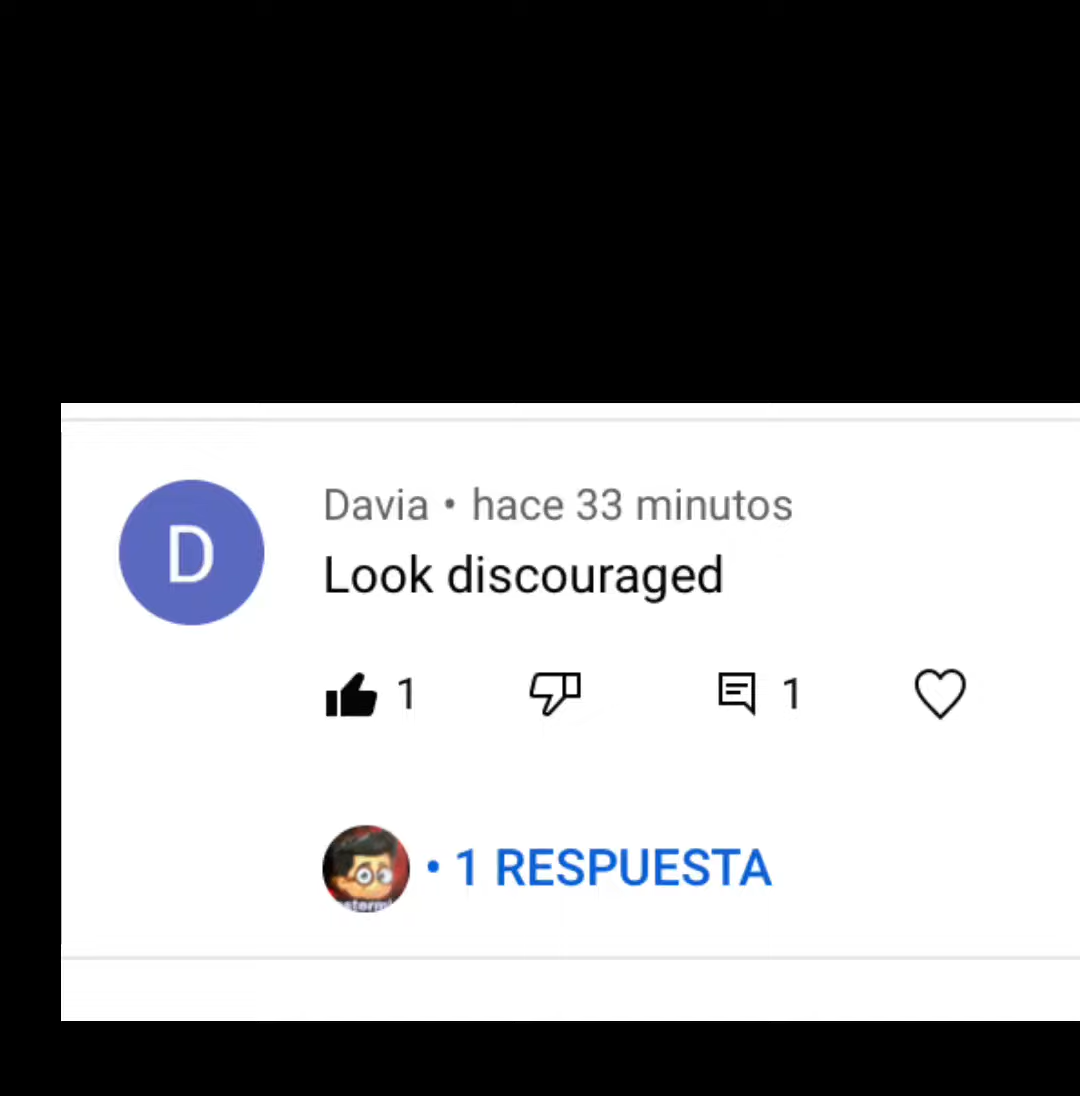 D
Davia • hace 33 minutos
Look discouraged
1
1
• 1 RESPUESTA